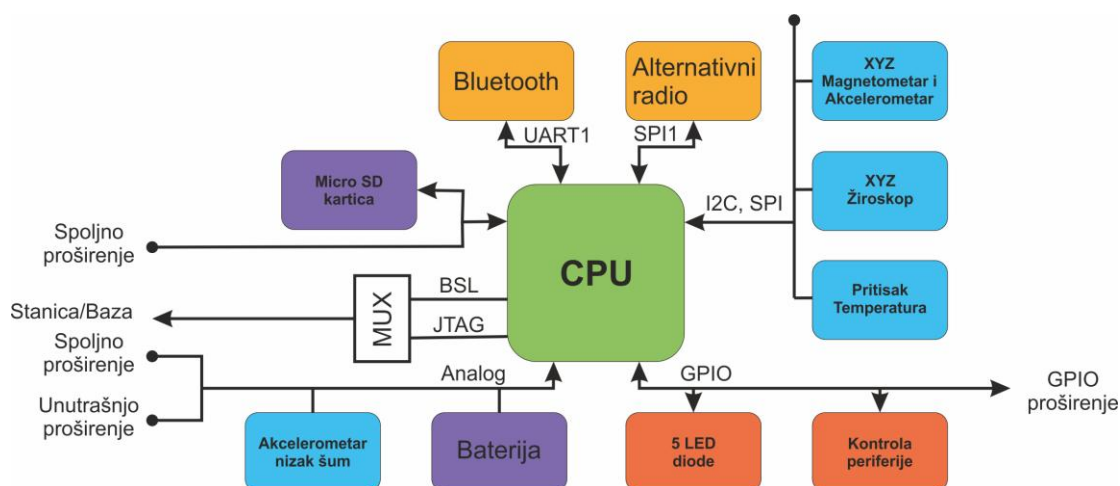 Bluetooth
Alternativni
radio
XYZ
Magnetometar i
Akcelerometar
UART1
SPI1
Micro SD
kartica
XYZ
Žiroskop
I2C, SPI
Spoljno
proširenje
CPU
Pritisak
Temperatura
BSL
Stanica/Baza
MUX
JTAG
Spoljno
proširenje
Analog
GPIO
GPIO
proširenje
Unutrašnjo
proširenje
Akcelerometar
nizak šum
Baterija
5 LED
diode
Kontrola
periferije